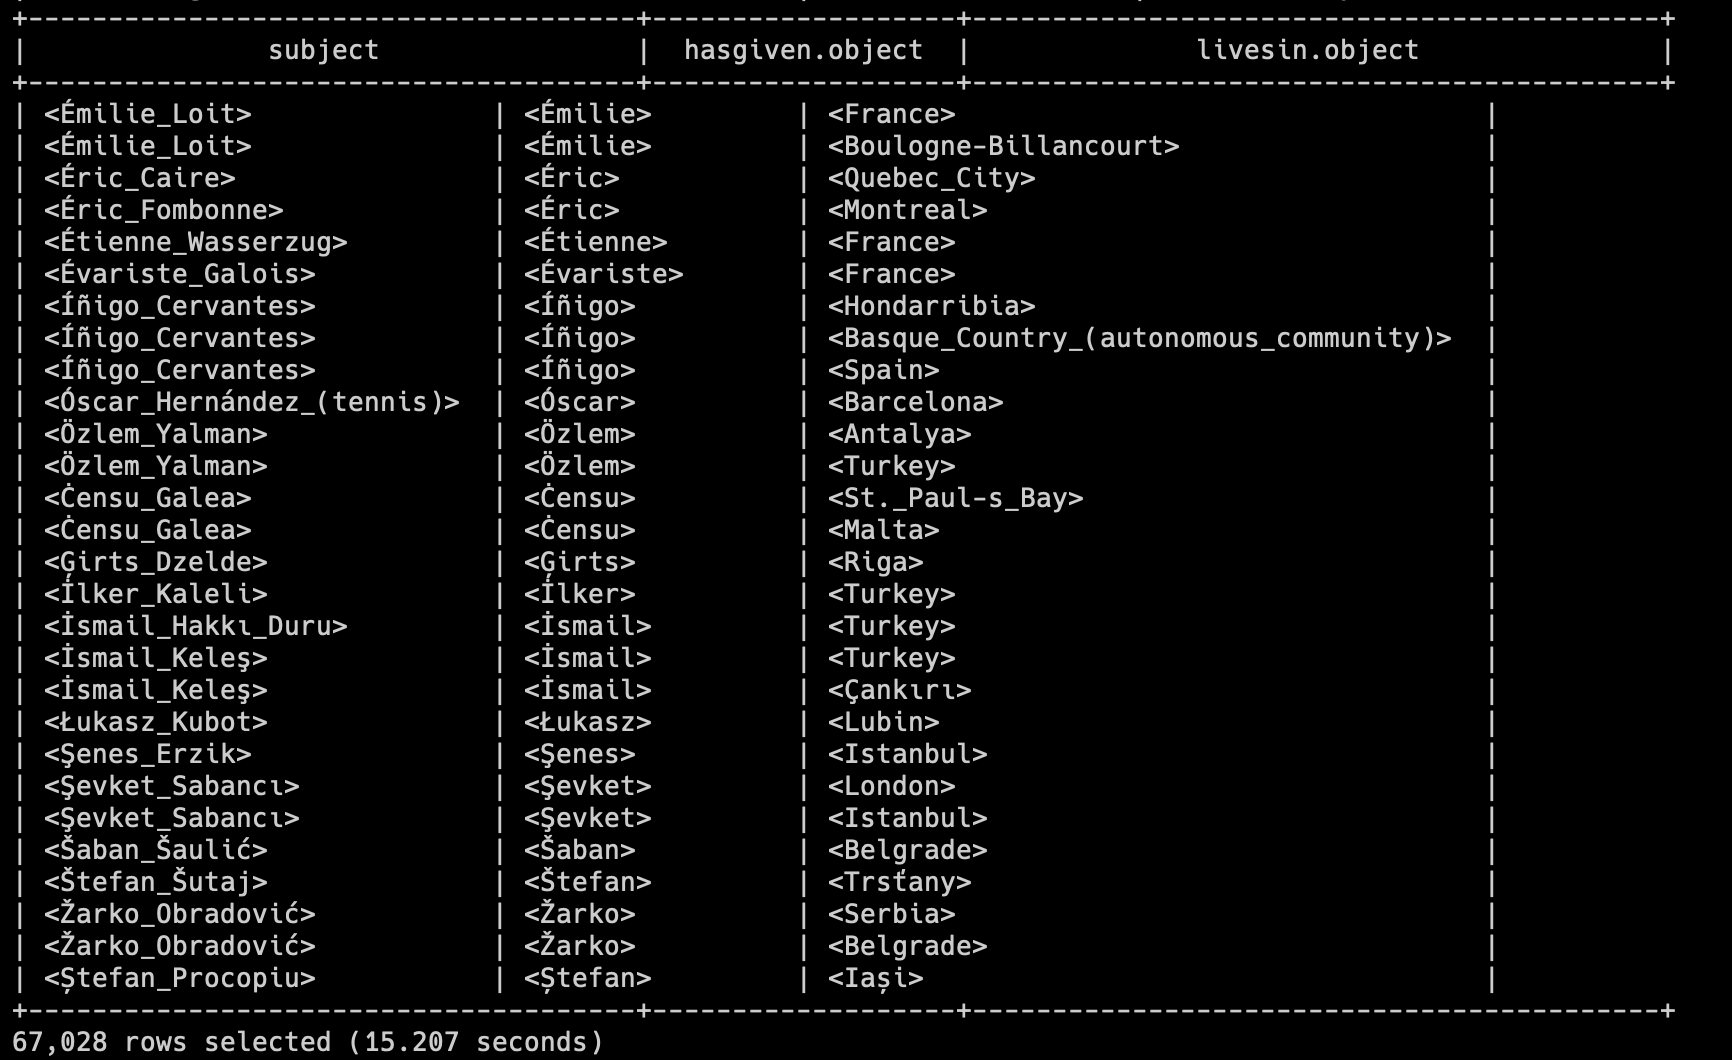 +--------------------------------------+-------------------+-------------------------------------------+
| subject | hasgiven.object | livesin.object |
+--------------------------------------+-------------------+-------------------------------------------+
| <Émilie_Loit> | <Émilie> | <France> |
| <Émilie_Loit> | <Émilie> | <Boulogne-Billancourt> |
| <Éric_Caire> | <Éric> | <Quebec_City> |
| <Éric_Fombonne> | <Éric> | <Montreal> |
| <Étienne_Wasserzug> | <Étienne> | <France> |
| <Évariste_Galois> | <Évariste> | <France> |
| <Íñigo_Cervantes> | <Íñigo> | <Hondarribia> |
| <Íñigo_Cervantes> | <Íñigo> | <Basque_Country_(autonomous_community)> |
| <Íñigo_Cervantes> | <Íñigo> | <Spain> |
| <Óscar_Hernández_(tennis)> | <Óscar> | <Barcelona> |
| <Özlem_Yalman> | <Özlem> | <Antalya> |
| <Özlem_Yalman> | <Özlem> | <Turkey> |
| <Ċensu_Galea> | <Ċensu> | <St._Paul-s_Bay> |
| <Ċensu_Galea> | <Ċensu> | <Malta> |
| <Ģirts_Dzelde> | <Ģirts> | <Riga> |
| <İlker_Kaleli> | <İlker> | <Turkey> |
| <İsmail_Hakkı_Duru> | <İsmail> | <Turkey> |
| <İsmail_Keleş> | <İsmail> | <Turkey> |
| <İsmail_Keleş> | <İsmail> | <Çankırı> |
| <Łukasz_Kubot> | <Łukasz> | <Lubin> |
| <Şenes_Erzik> | <Şenes> | <Istanbul> |
| <Şevket_Sabancı> | <Şevket> | <London> |
| <Şevket_Sabancı> | <Şevket> | <Istanbul> |
| <Šaban_Šaulić> | <Šaban> | <Belgrade> |
| <Štefan_Šutaj> | <Štefan> | <Trsťany> |
| <Žarko_Obradović> | <Žarko> | <Serbia> |
| <Žarko_Obradović> | <Žarko> | <Belgrade> |
| <Ștefan_Procopiu> | <Ștefan> | <Iași> |
+--------------------------------------+-------------------+-------------------------------------------+
67,028 rows selected (15.207 seconds)